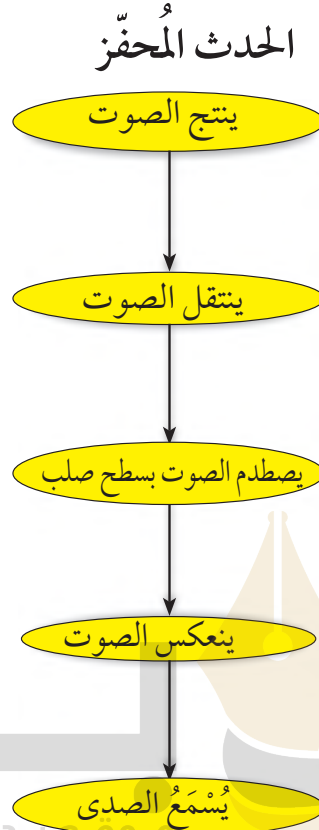 الحدث المُحفّز
ينتج الصوت
ينتقل الصوت
يصطدم الصوت بسطح صلب
ينعكس الصوت
يُسْمَعُ الصدى